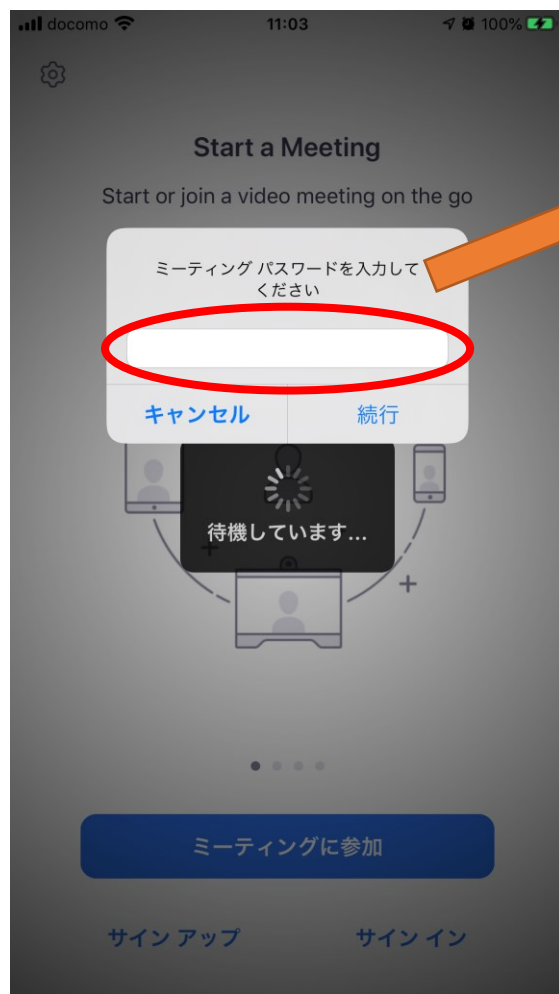 docomo 11:03 100%
Start a Meeting
Start or join a video meeting on the go
ミーティング パスワードを入力して
ください
キャンセル 続行
待機しています...
ミーティングに参加
サイン アップ サイン イン